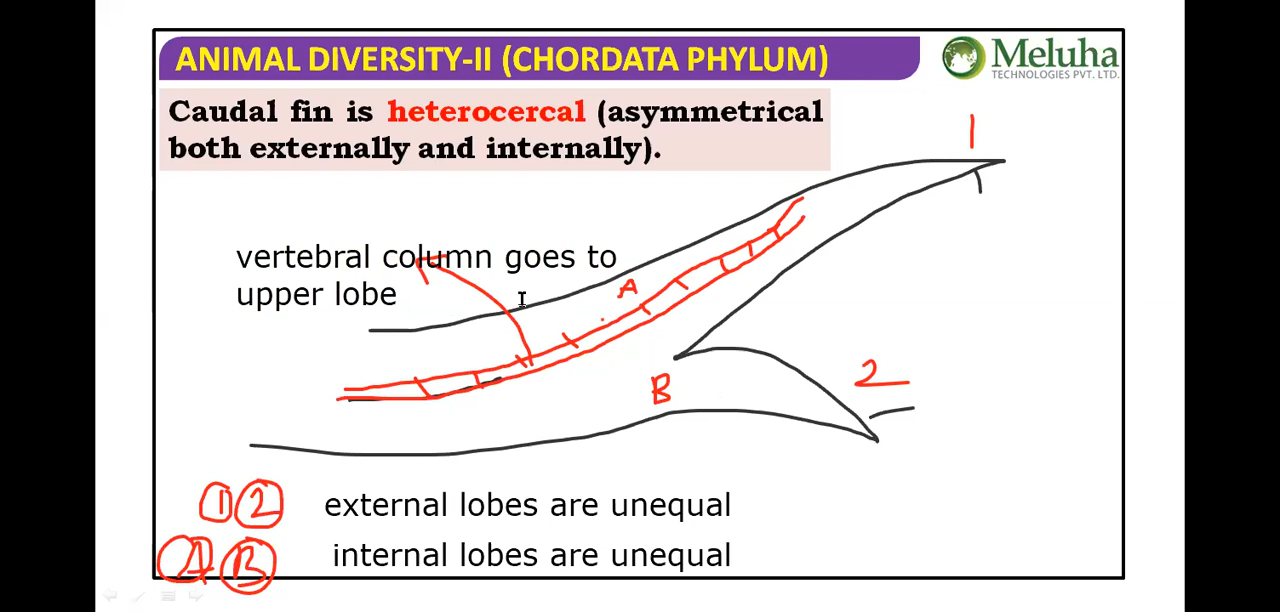 ANIMAL DIVERSITY-II (CHORDATA PHYLUM)
Meluha
TECHNOLOGIES PVT. LTD.
Caudal fin is heterocercal (asymmetrical
both externally and internally).
1
vertebral column goes to
upper lobe
A
B
2
1 2 external lobes are unequal
A B internal lobes are unequal